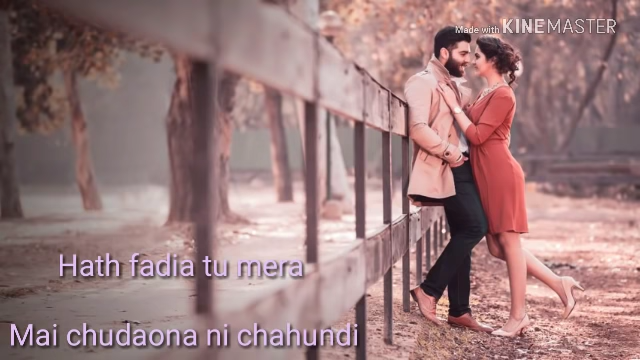 Made with KINEMASTER
Hath fadia tu mera
Mai chudaona ni chahundi